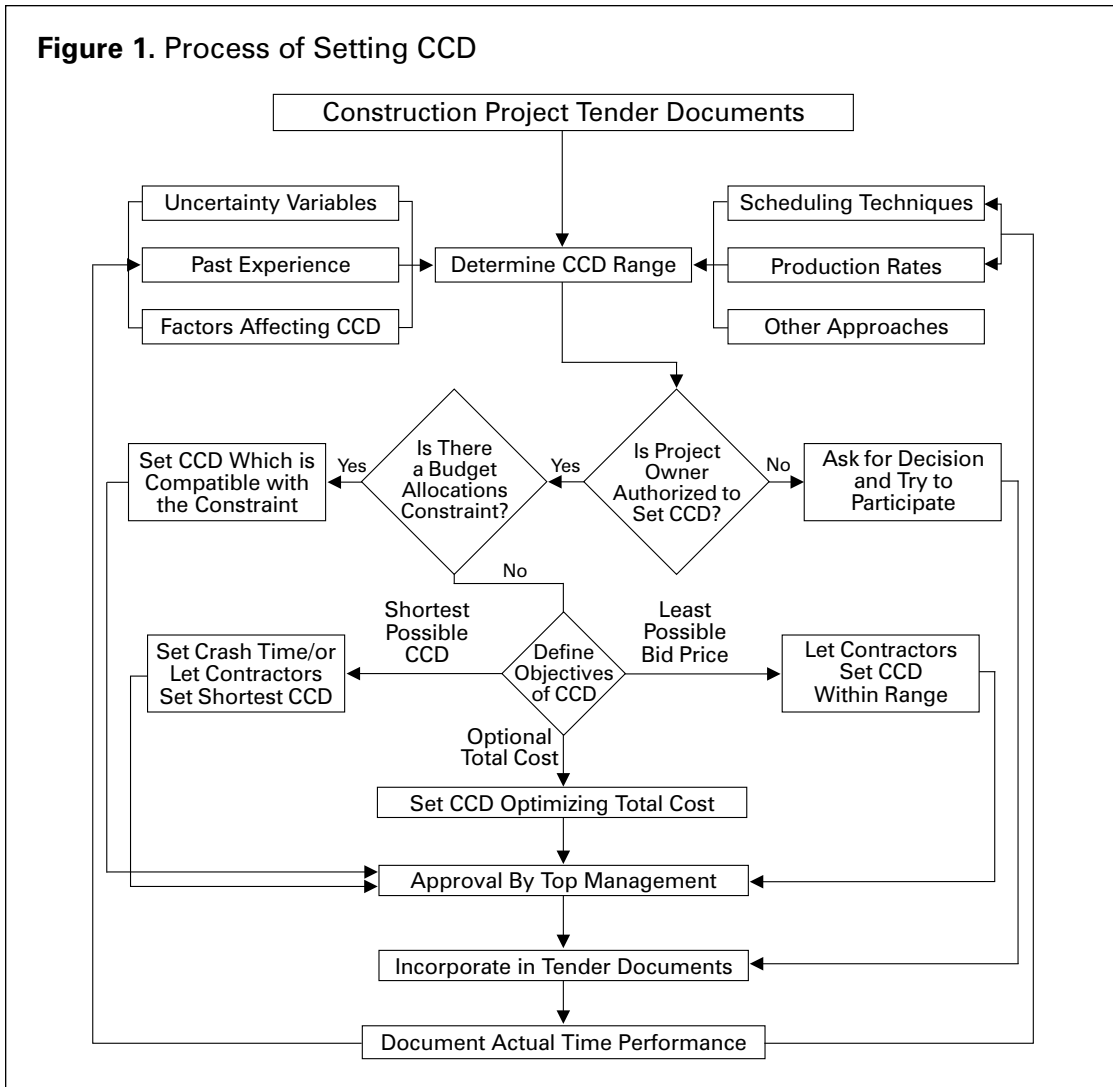 Figure 1. Process of Setting CCD
Construction Project Tender Documents
Uncertainty Variables
Scheduling Techniques
Past Experience
Determine CCD Range
Production Rates
Factors Affecting CCD
Other Approaches
Set CCD Which is
Compatible with
the Constraint
Yes
Is There
a Budget
Allocations
Constraint?
Yes
Is Project
Owner
Authorized to
Set CCD?
No
Ask for Decision
and Try to
Participate
No
Shortest
Possible
CCD
Least
Possible
Bid Price
Set Crash Time/or
Let Contractors
Set Shortest CCD
Define
Objectives
of CCD
Let Contractors
Set CCD
Within Range
Optional
Total Cost
Set CCD Optimizing Total Cost
Approval By Top Management
Incorporate in Tender Documents
Document Actual Time Performance